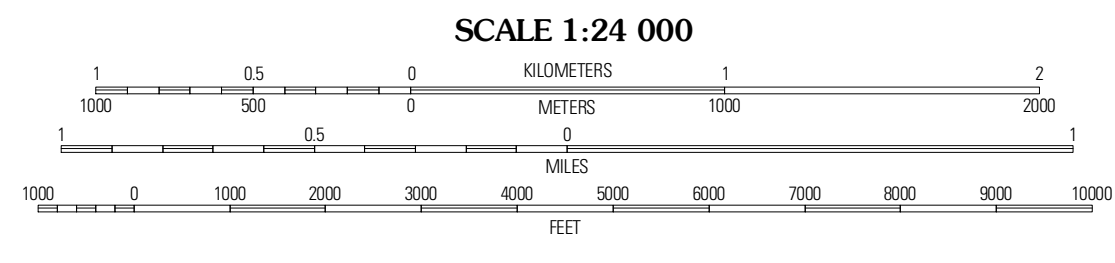 SCALE 1:24 000
1 0.5 0 KILOMETERS 1 2
1000 500 0 METERS 1000 2000
1 0.5 0 1
MILES
1000 0 1000 2000 3000 4000 5000 6000 7000 8000 9000 10000
FEET